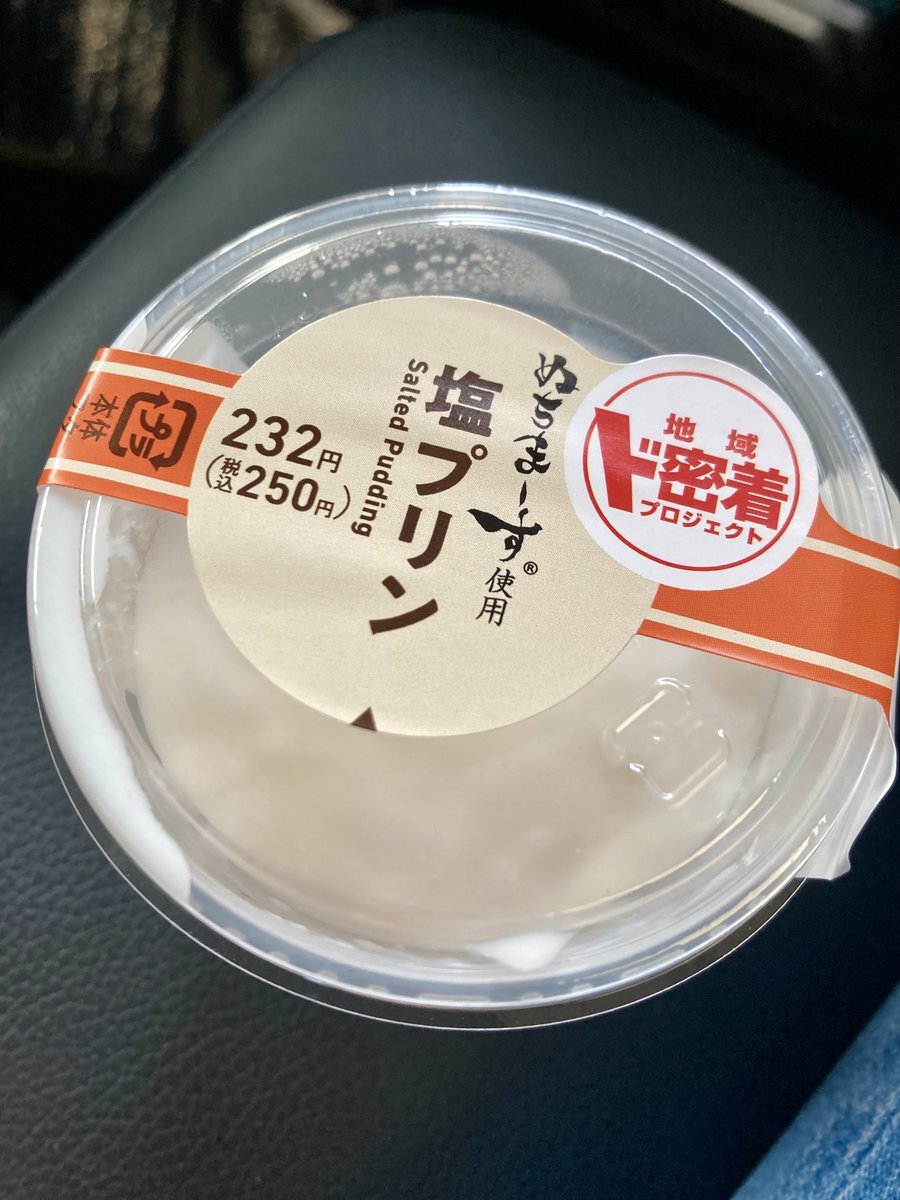 ぬちまーす®使用
塩プリン
Salted Pudding
232円
(税込250円)
地域
ド密着
プロジェクト
プラ
本体